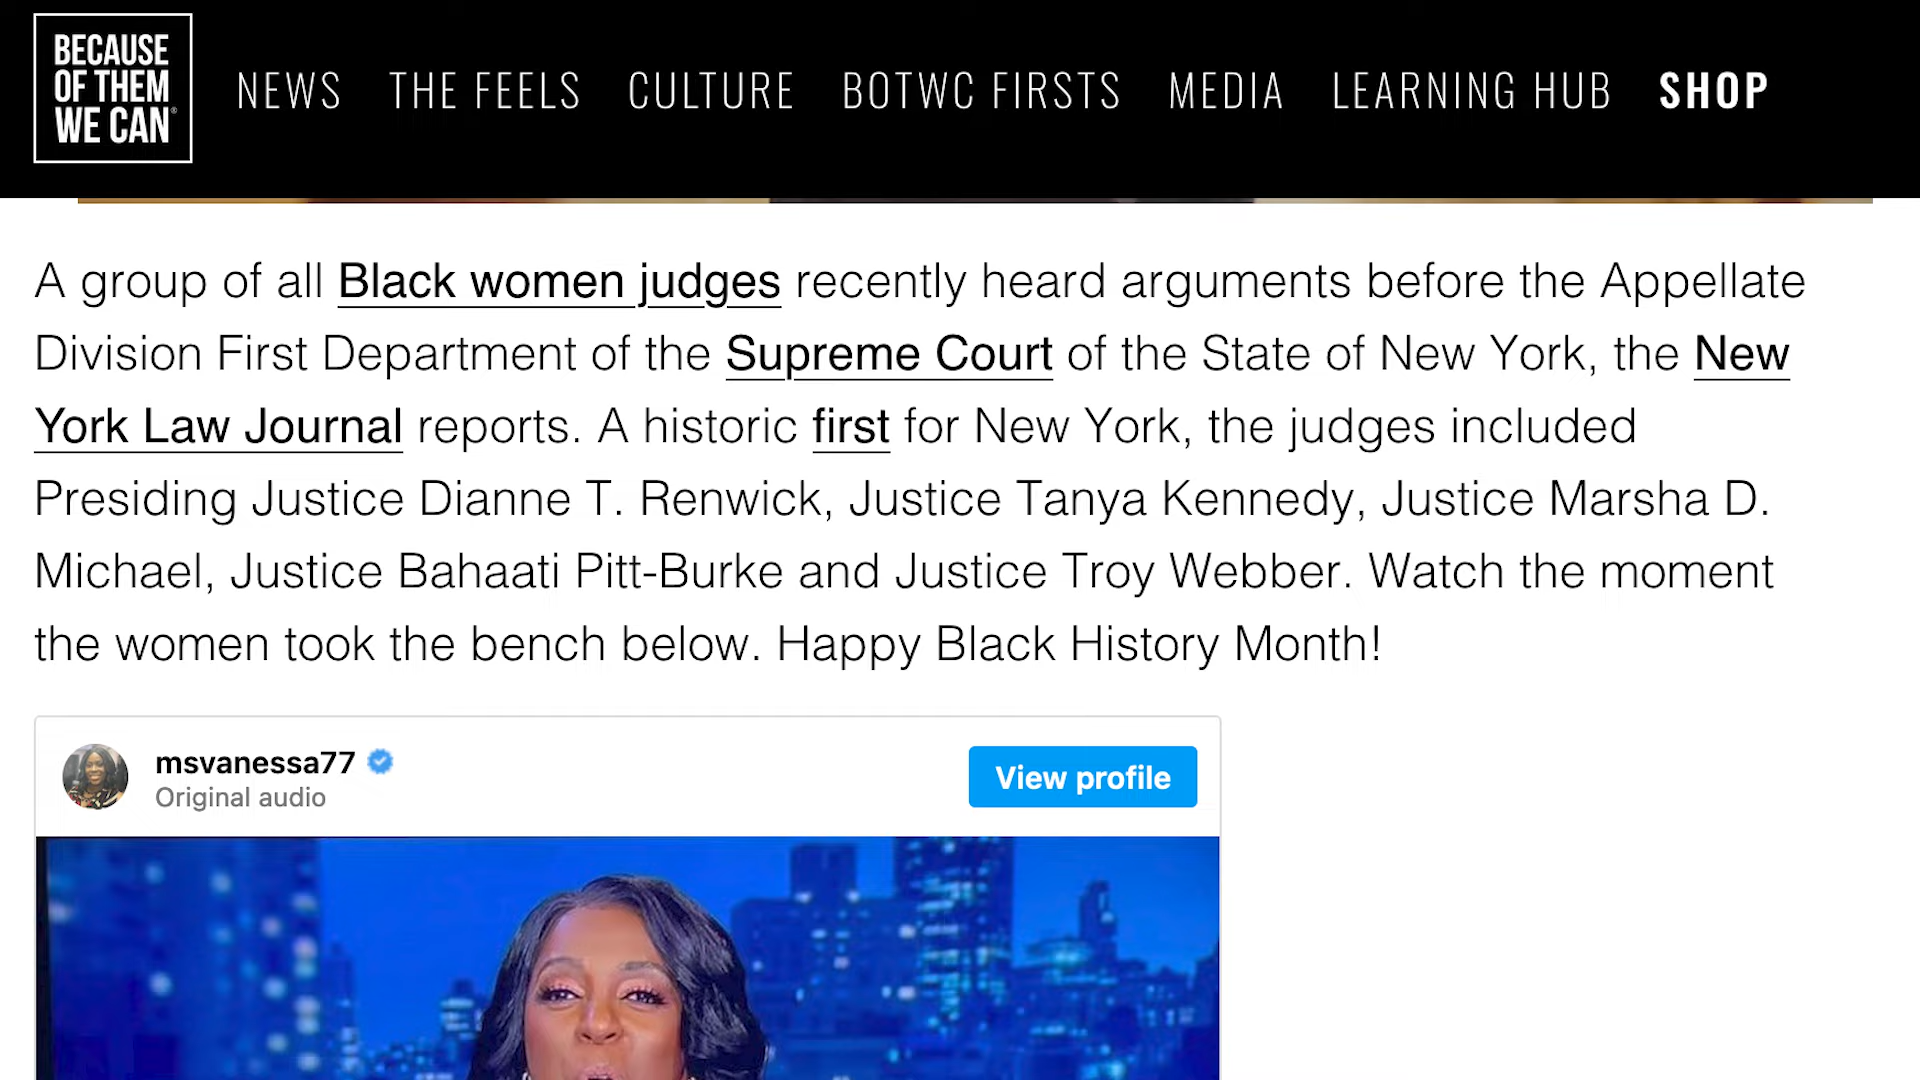 BECAUSE
OF THEM
WE CAN®
NEWS THE FEELS CULTURE BOTWC FIRSTS MEDIA LEARNING HUB SHOP
A group of all Black women judges recently heard arguments before the Appellate
Division First Department of the Supreme Court of the State of New York, the New
York Law Journal reports. A historic first for New York, the judges included
Presiding Justice Dianne T. Renwick, Justice Tanya Kennedy, Justice Marsha D.
Michael, Justice Bahaati Pitt-Burke and Justice Troy Webber. Watch the moment
the women took the bench below. Happy Black History Month!
msvanessa77
Original audio
View profile